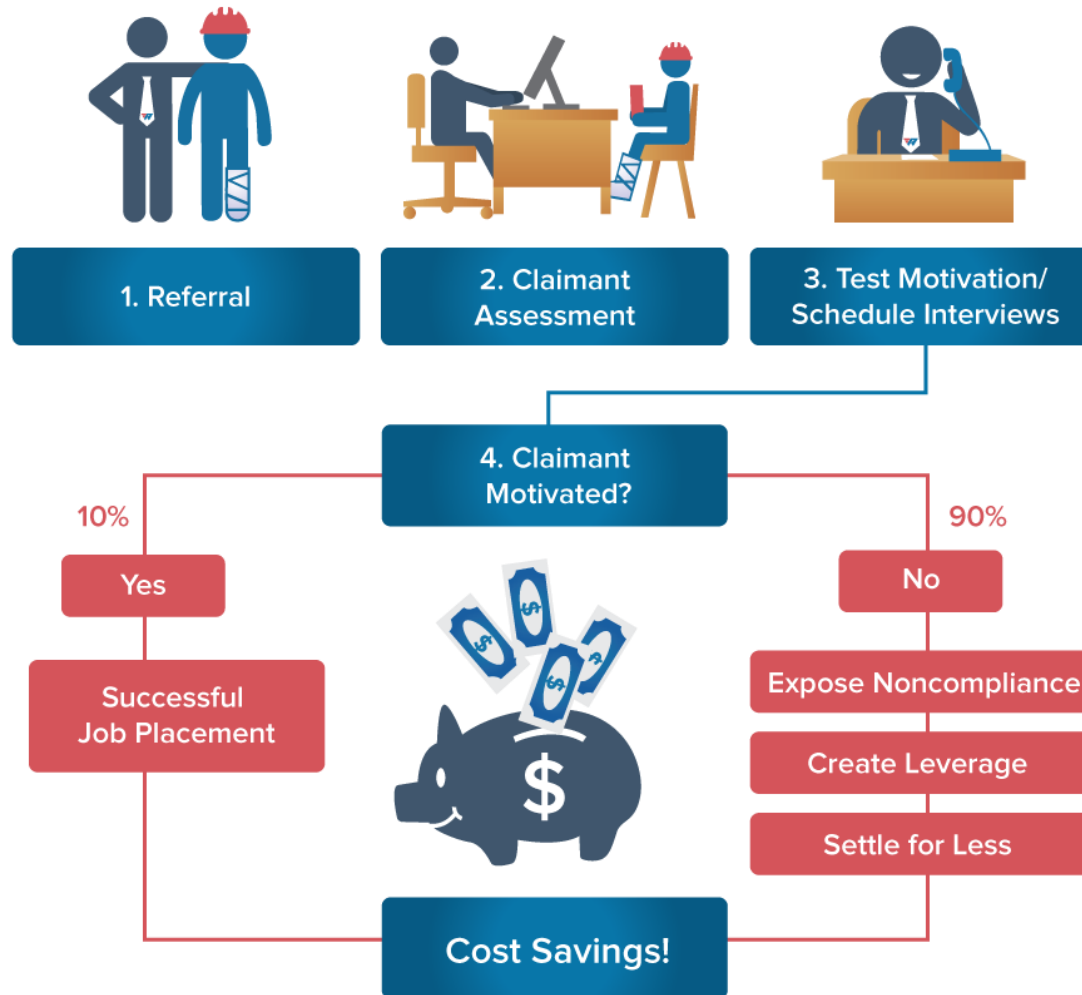 1. Referral
2. Claimant
Assessment
3. Test Motivation/
Schedule Interviews
4. Claimant
Motivated?
10%
90%
Yes
No
Successful
Job Placement
Expose Noncompliance
Create Leverage
Settle for Less
$
$
$
$
$
Cost Savings!